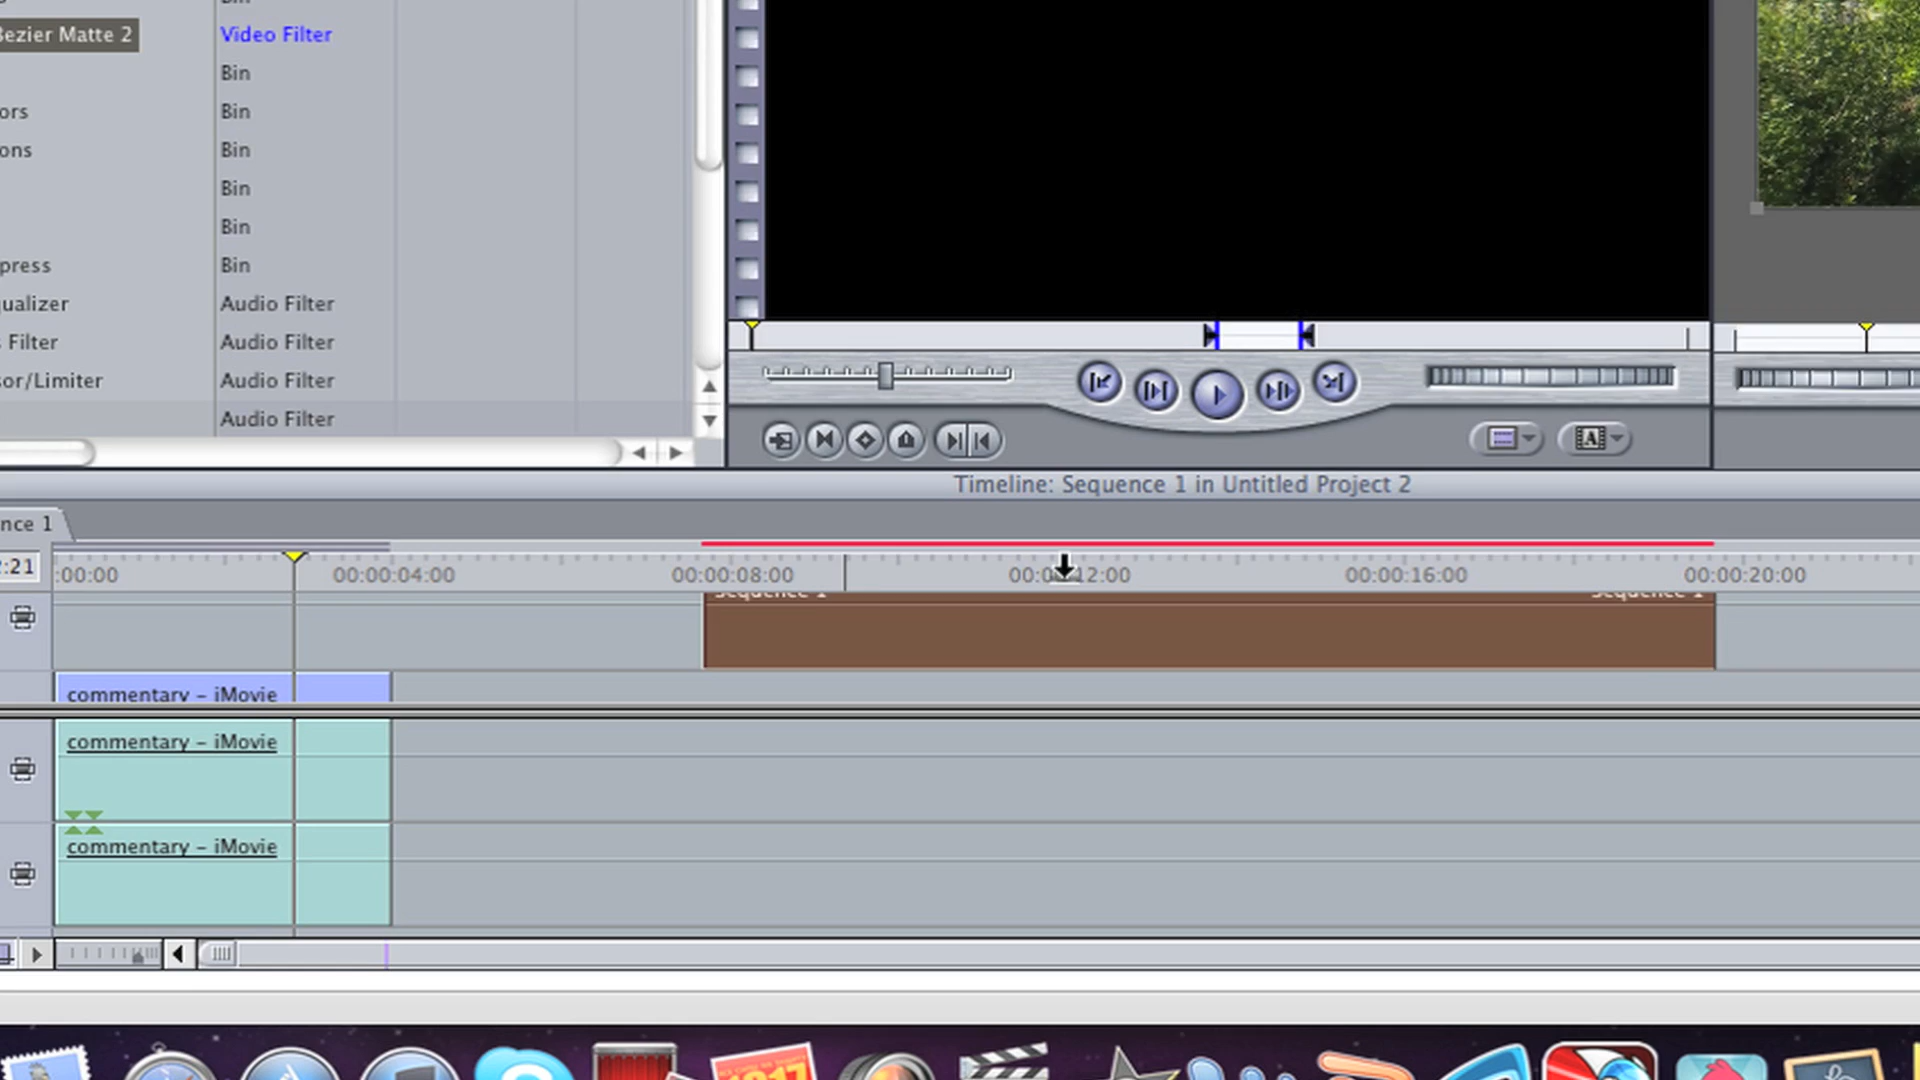 Bezier Matte 2 Video Filter
Bin
ors Bin
ons Bin
Bin
Bin
press Bin
qualizer Audio Filter
s Filter Audio Filter
sor/Limiter Audio Filter
Audio Filter
Timeline: Sequence 1 in Untitled Project 2
nce 1
:21 :00:00 00:00:04:00 00:00:08:00 00:00:12:00 00:00:16:00 00:00:20:00
Sequence 1 Sequence 1
commentary – iMovie
commentary – iMovie
commentary – iMovie